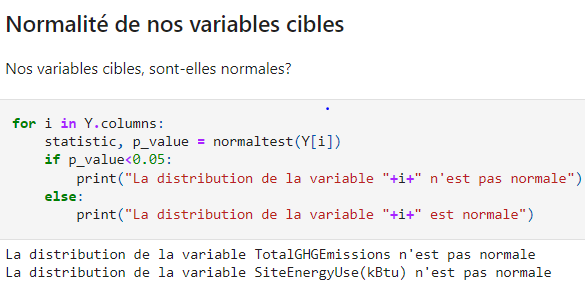 Normalité de nos variables cibles
Nos variables cibles, sont-elles normales?
for i in Y.columns:
    statistic, p_value = normaltest(Y[i])
    if p_value<0.05:
        print("La distribution de la variable "+i+" n'est pas normale")
    else:
        print("La distribution de la variable "+i+" est normale")
La distribution de la variable TotalGHGEmissions n'est pas normale
La distribution de la variable SiteEnergyUse(kBtu) n'est pas normale